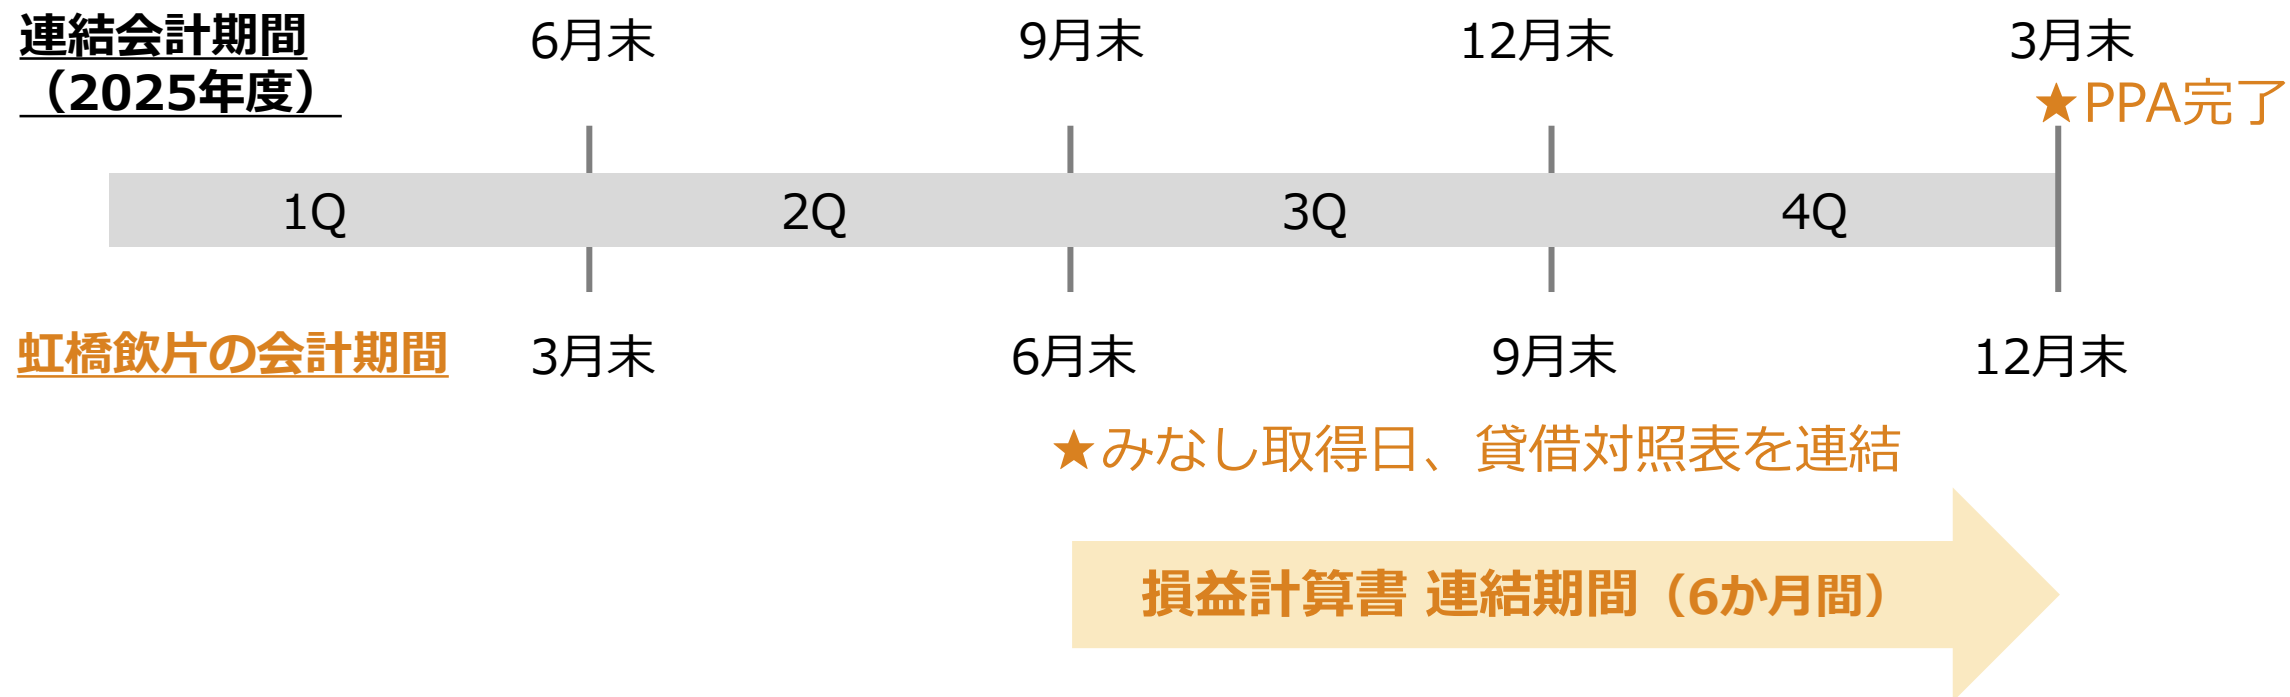 連結会計期間
（2025年度）
6月末
9月末
12月末
3月末
★PPA完了
1Q
2Q
3Q
4Q
虹橋飲片の会計期間
3月末
6月末
9月末
12月末
★みなし取得日、貸借対照表を連結
損益計算書 連結期間（6か月間）